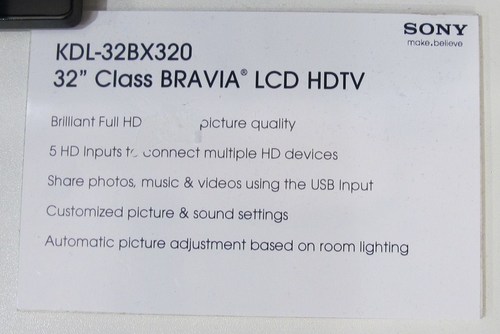 SONY
make.believe
KDL-32BX320
32" Class BRAVIA® LCD HDTV
Brilliant Full HD picture quality
5 HD Inputs to connect multiple HD devices
Share photos, music & videos using the USB Input
Customized picture & sound settings
Automatic picture adjustment based on room lighting